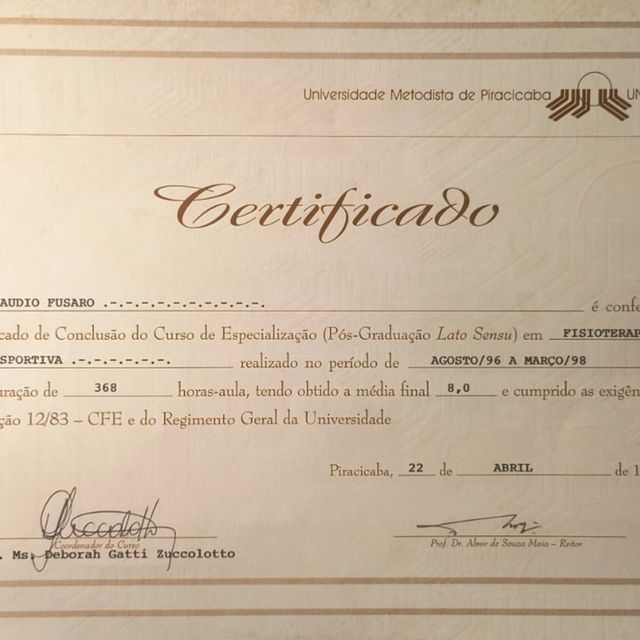 Universidade Metodista de Piracicaba UN
Certificado
AUDIO FUSARO .-.-.-.-.-.-.-.-.-. é confe
cado de Conclusão do Curso de Especialização (Pós-Graduação Lato Sensu) em FISIOTERAP
SPORTIVA .-.-.-.-.-. realizado no período de AGOSTO/96 A MARÇO/98
uração de 368 horas-aula, tendo obtido a média final 8,0 e cumprido as exigên
ção 12/83 – CFE e do Regimento Geral da Universidade
Piracicaba, 22 de ABRIL de 1
Coordenador do Curso
. Ms. Deborah Gatti Zuccolotto
Prof. Dr. Almir de Souza Maia – Reitor